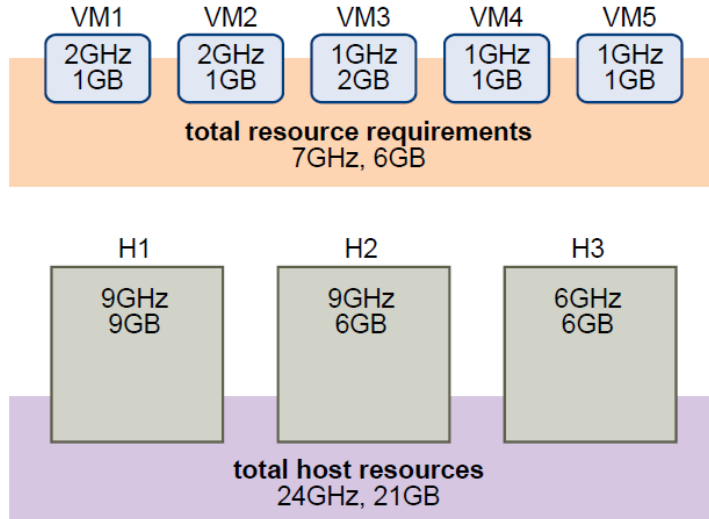 VM1 VM2 VM3 VM4 VM5
2GHz 2GHz 1GHz 1GHz 1GHz
1GB 1GB 2GB 1GB 1GB
total resource requirements
7GHz, 6GB
H1 H2 H3
9GHz 9GHz 6GHz
9GB 6GB 6GB
total host resources
24GHz, 21GB